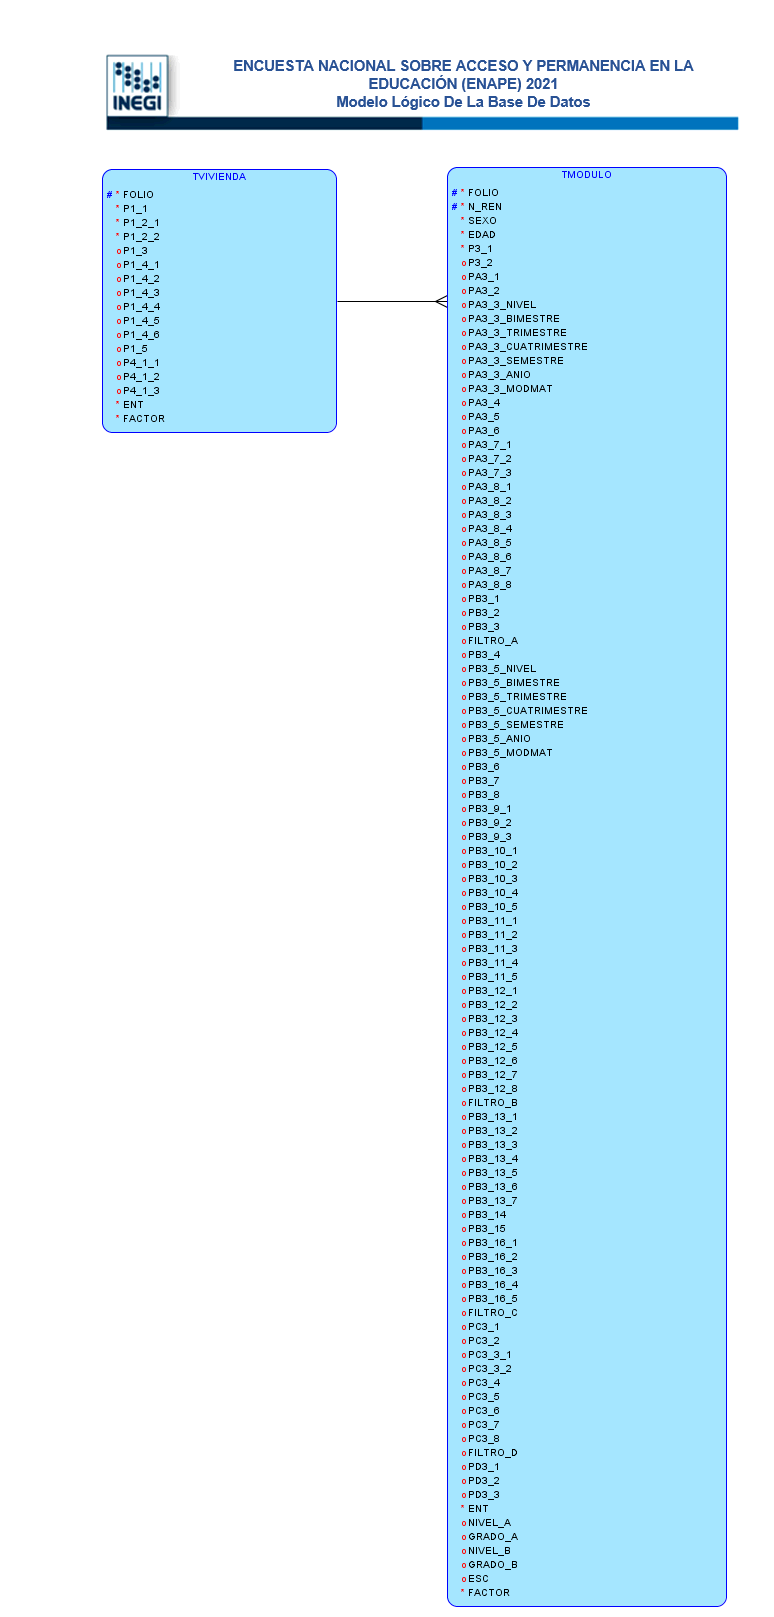 ENCUESTA NACIONAL SOBRE ACCESO Y PERMANENCIA EN LA
EDUCACIÓN (ENAPE) 2021
Modelo Lógico De La Base De Datos
INEGI
TVIVIENDA
# * FOLIO
* P1_1
* P1_2_1
* P1_2_2
o P1_3
o P1_4_1
o P1_4_2
o P1_4_3
o P1_4_4
o P1_4_5
o P1_4_6
o P1_5
o P4_1_1
o P4_1_2
o P4_1_3
* ENT
* FACTOR
TMODULO
# * FOLIO
# * N_REN
* SEXO
* EDAD
* P3_1
o P3_2
o PA3_1
o PA3_2
o PA3_3_NIVEL
o PA3_3_BIMESTRE
o PA3_3_TRIMESTRE
o PA3_3_CUATRIMESTRE
o PA3_3_SEMESTRE
o PA3_3_ANIO
o PA3_3_MODMAT
o PA3_4
o PA3_5
o PA3_6
o PA3_7_1
o PA3_7_2
o PA3_7_3
o PA3_8_1
o PA3_8_2
o PA3_8_3
o PA3_8_4
o PA3_8_5
o PA3_8_6
o PA3_8_7
o PA3_8_8
o PB3_1
o PB3_2
o PB3_3
o FILTRO_A
o PB3_4
o PB3_5_NIVEL
o PB3_5_BIMESTRE
o PB3_5_TRIMESTRE
o PB3_5_CUATRIMESTRE
o PB3_5_SEMESTRE
o PB3_5_ANIO
o PB3_5_MODMAT
o PB3_6
o PB3_7
o PB3_8
o PB3_9_1
o PB3_9_2
o PB3_9_3
o PB3_10_1
o PB3_10_2
o PB3_10_3
o PB3_10_4
o PB3_10_5
o PB3_11_1
o PB3_11_2
o PB3_11_3
o PB3_11_4
o PB3_11_5
o PB3_12_1
o PB3_12_2
o PB3_12_3
o PB3_12_4
o PB3_12_5
o PB3_12_6
o PB3_12_7
o PB3_12_8
o FILTRO_B
o PB3_13_1
o PB3_13_2
o PB3_13_3
o PB3_13_4
o PB3_13_5
o PB3_13_6
o PB3_13_7
o PB3_14
o PB3_15
o PB3_16_1
o PB3_16_2
o PB3_16_3
o PB3_16_4
o PB3_16_5
o FILTRO_C
o PC3_1
o PC3_2
o PC3_3_1
o PC3_3_2
o PC3_4
o PC3_5
o PC3_6
o PC3_7
o PC3_8
o FILTRO_D
o PD3_1
o PD3_2
o PD3_3
* ENT
o NIVEL_A
o GRADO_A
o NIVEL_B
o GRADO_B
o ESC
* FACTOR